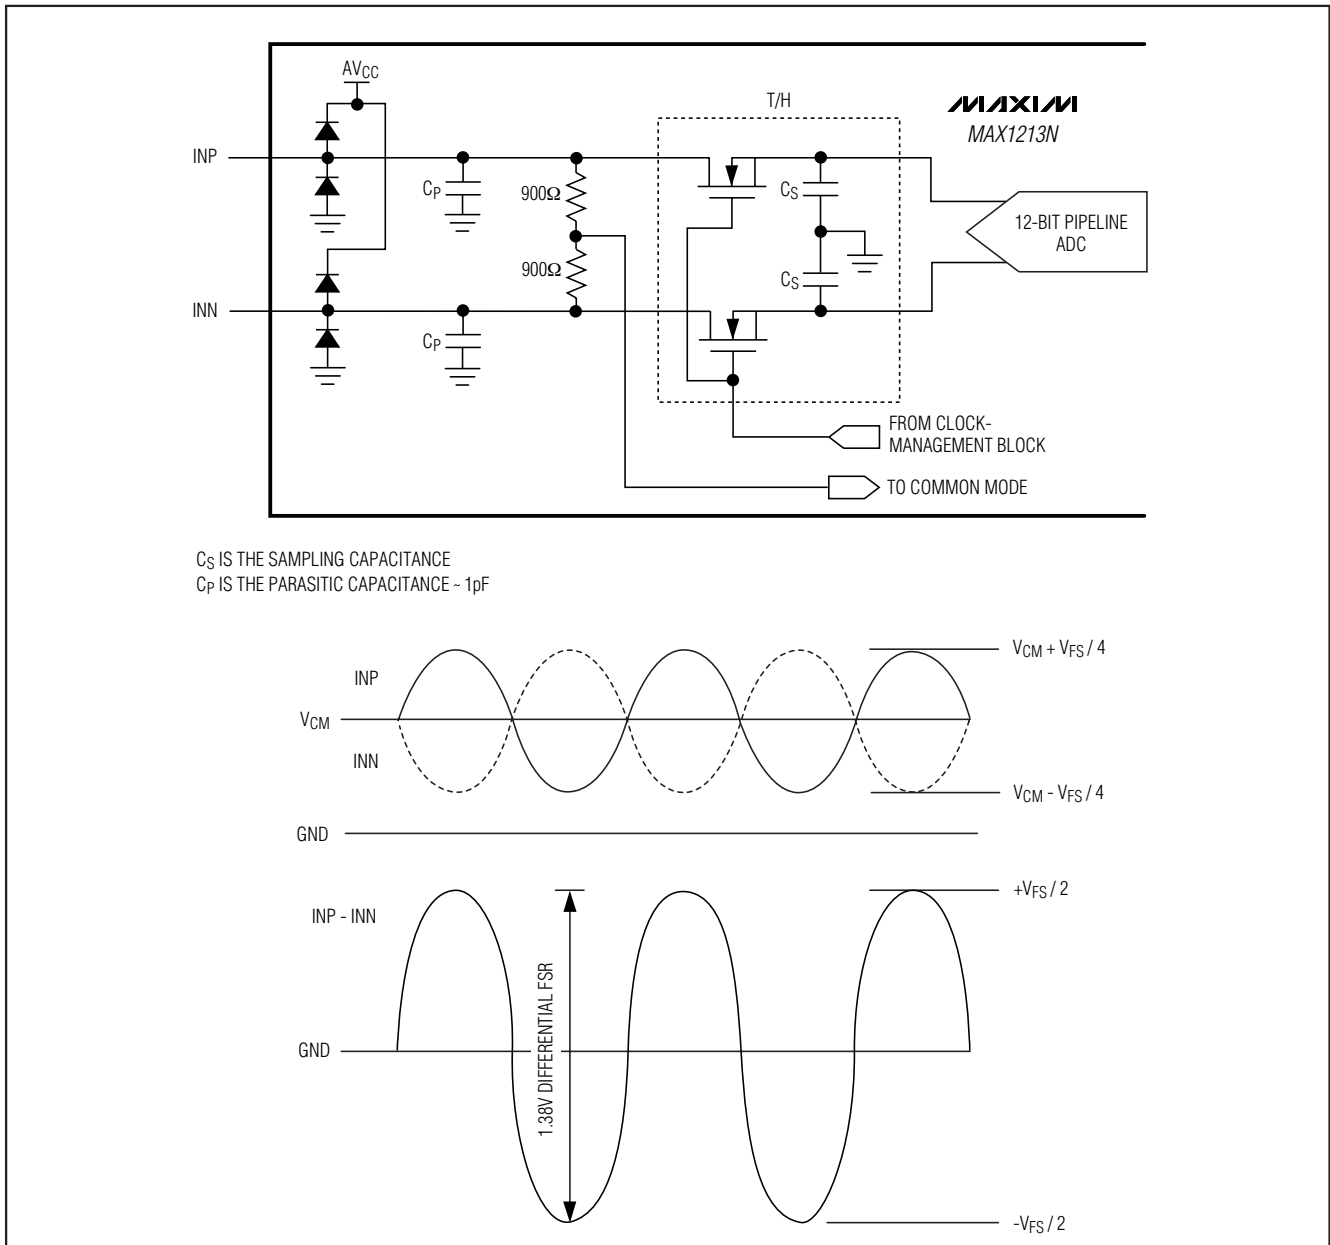 AVCC
T/H
MAXIM
MAX1213N
INP
CP
900Ω
CS
12-BIT PIPELINE
ADC
900Ω
CS
INN
CP
FROM CLOCK-
MANAGEMENT BLOCK
TO COMMON MODE
CS IS THE SAMPLING CAPACITANCE
CP IS THE PARASITIC CAPACITANCE ~ 1pF
VCM + VFS / 4
INP
VCM
INN
VCM - VFS / 4
GND
+VFS / 2
INP - INN
1.38V DIFFERENTIAL FSR
GND
-VFS / 2